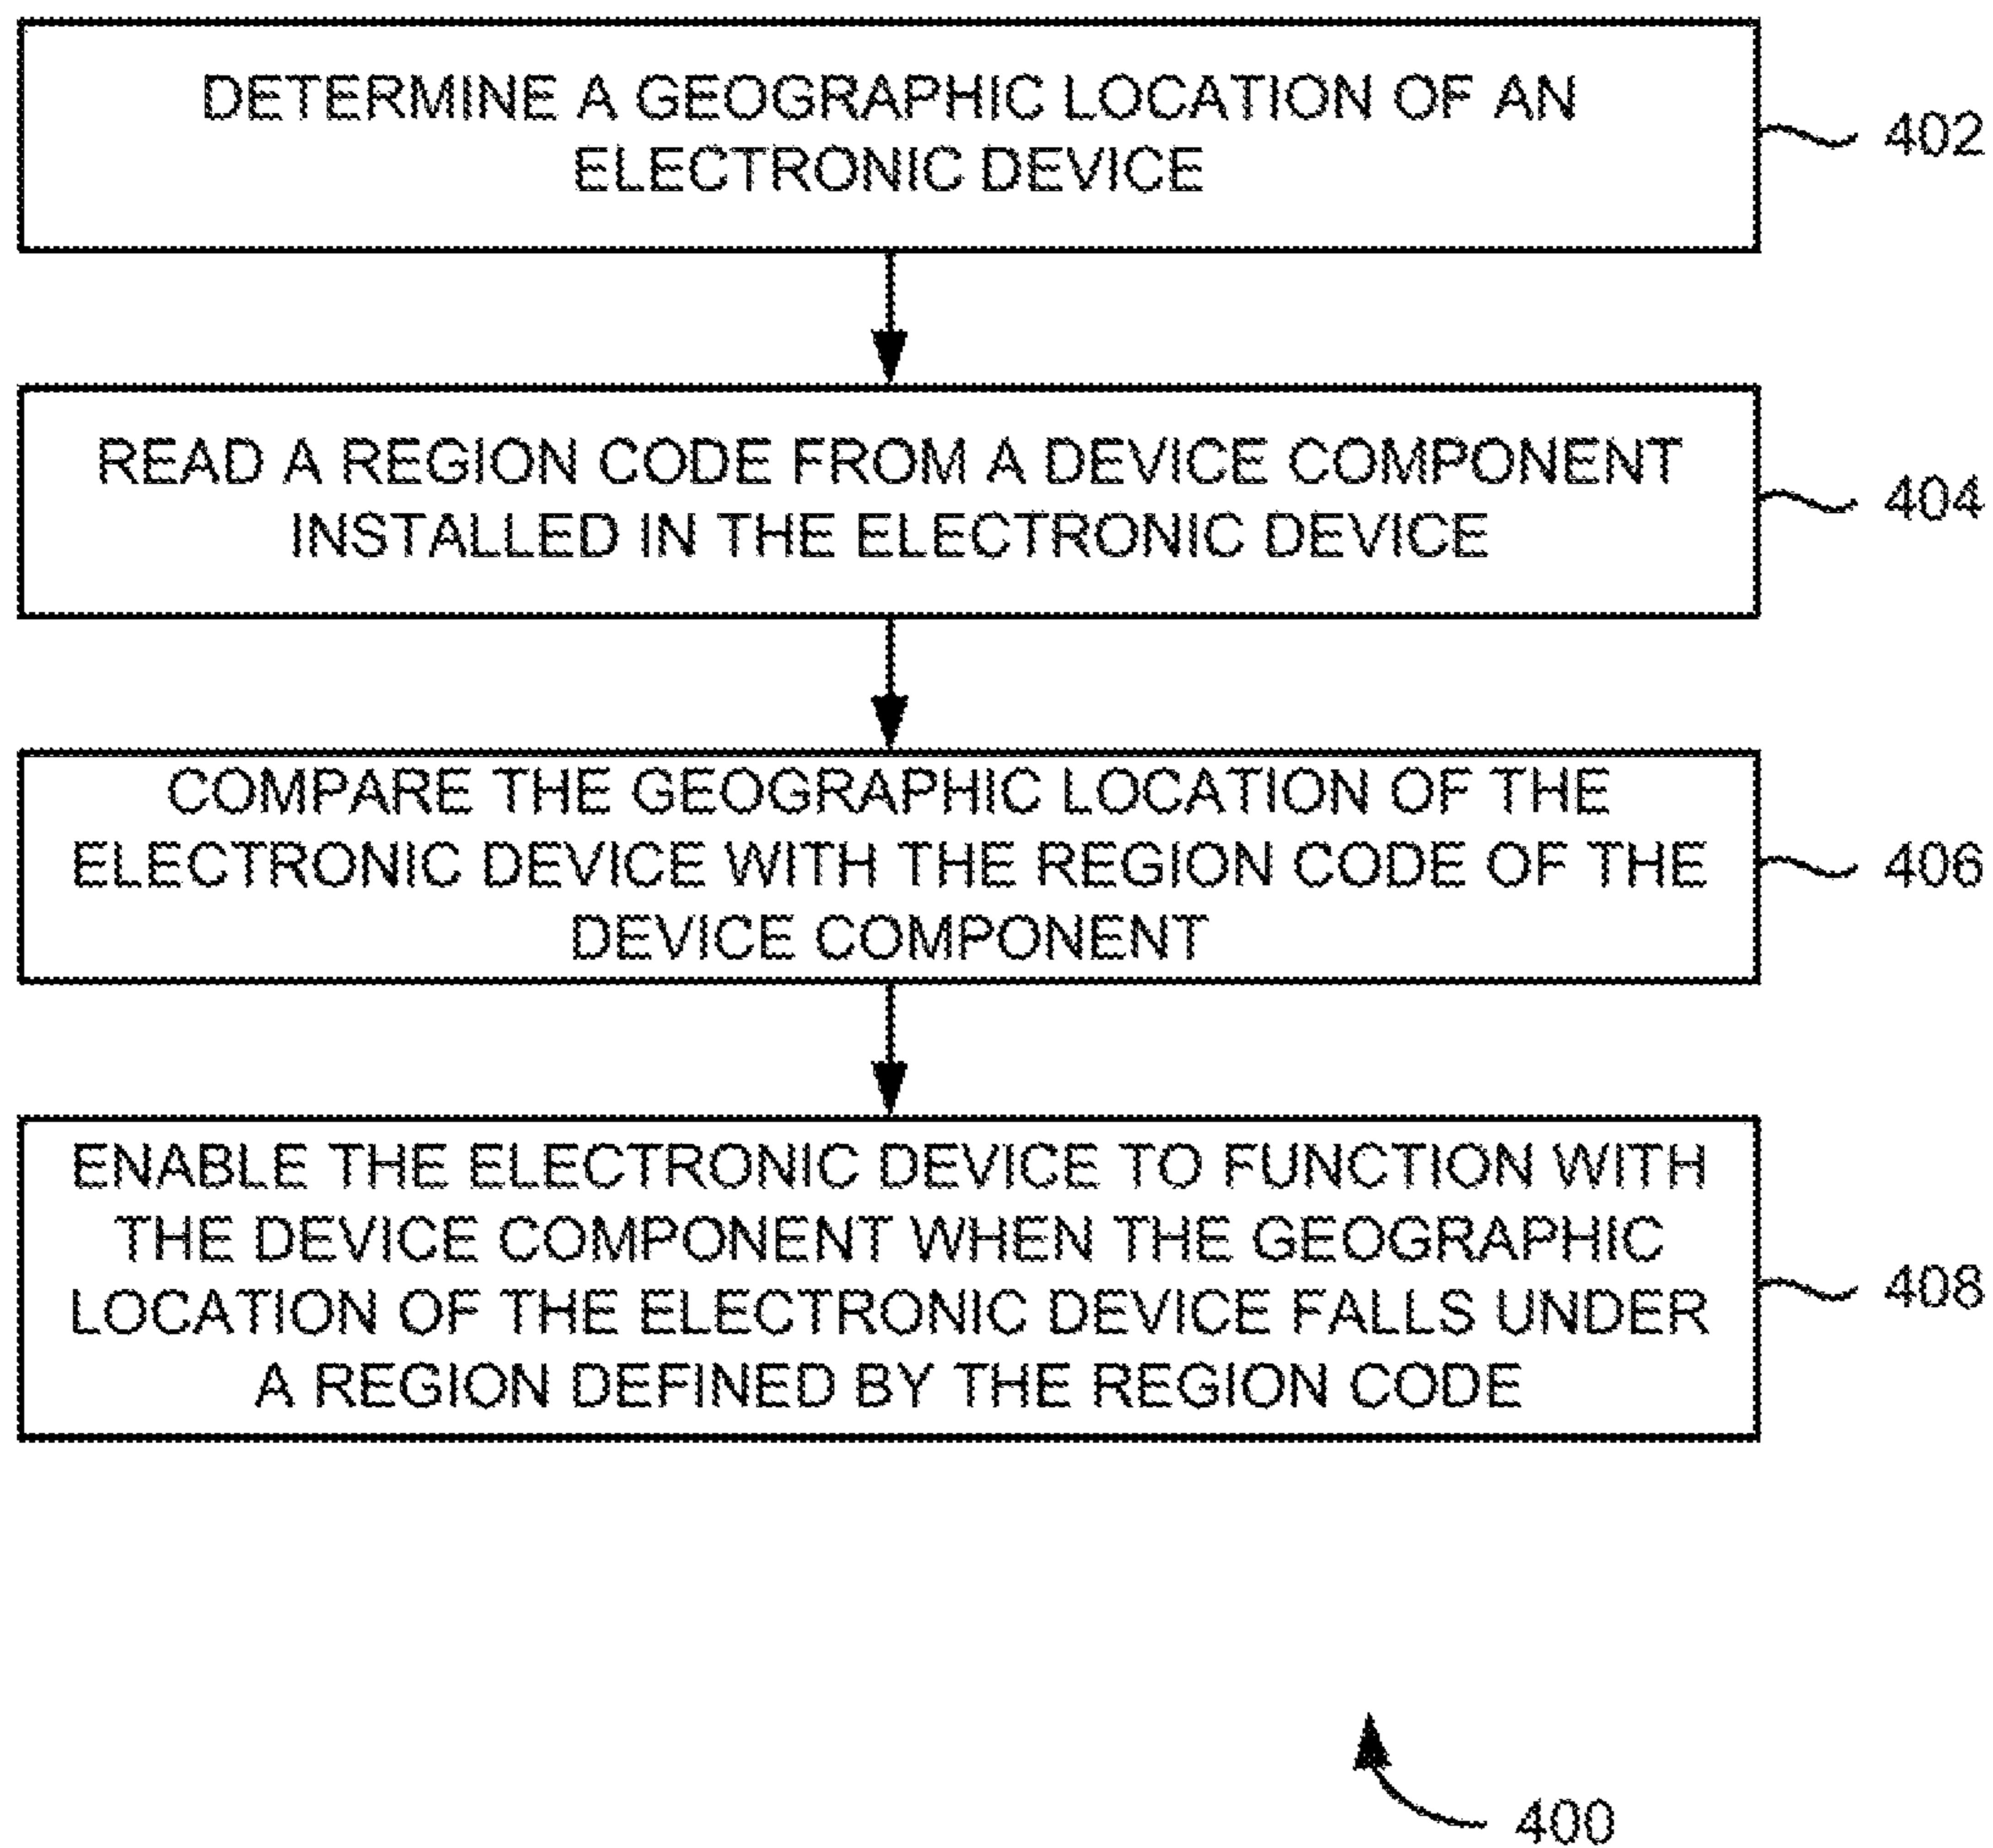 DETERMINE A GEOGRAPHIC LOCATION OF AN
ELECTRONIC DEVICE
402
READ A REGION CODE FROM A DEVICE COMPONENT
INSTALLED IN THE ELECTRONIC DEVICE
404
COMPARE THE GEOGRAPHIC LOCATION OF THE
ELECTRONIC DEVICE WITH THE REGION CODE OF THE
DEVICE COMPONENT
406
ENABLE THE ELECTRONIC DEVICE TO FUNCTION WITH
THE DEVICE COMPONENT WHEN THE GEOGRAPHIC
LOCATION OF THE ELECTRONIC DEVICE FALLS UNDER
A REGION DEFINED BY THE REGION CODE
408
400